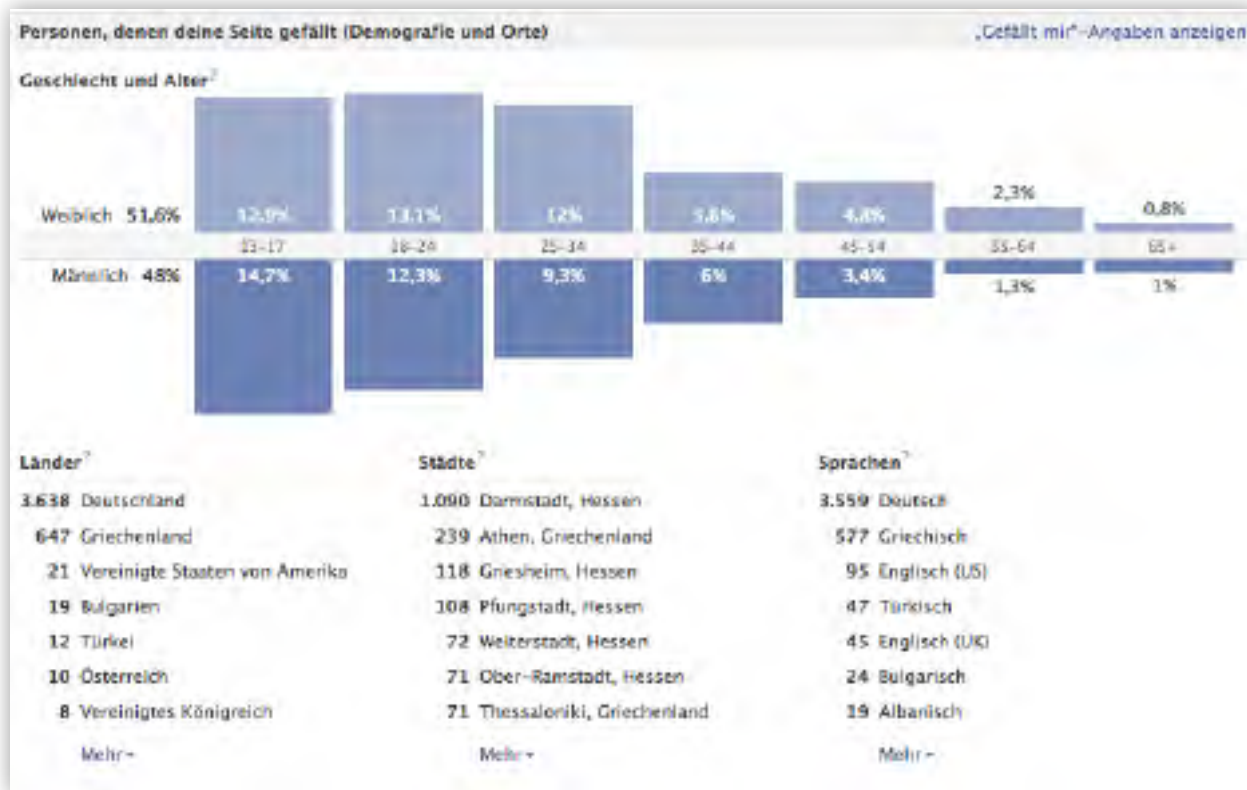 Personen, denen deine Seite gefällt (Demografie und Orte)
„Gefällt mir“-Angaben anzeigen
Geschlecht und Alter?
Weiblich 51,6% 12,9% 13,1% 12% 5,8% 4,8% 2,3% 0,8%
13-17 18-24 25-34 35-44 45-54 55-64 65+
Männlich 48% 14,7% 12,3% 9,3% 6% 3,4% 1,3% 1%
Länder?
3.638 Deutschland
647 Griechenland
21 Vereinigte Staaten von Amerika
19 Bulgarien
12 Türkei
10 Österreich
8 Vereinigtes Königreich
Mehr
Städte?
1.090 Darmstadt, Hessen
239 Athen, Griechenland
118 Griesheim, Hessen
108 Pfungstadt, Hessen
72 Weiterstadt, Hessen
71 Ober-Ramstadt, Hessen
71 Thessaloniki, Griechenland
Mehr
Sprachen?
3.559 Deutsch
577 Griechisch
95 Englisch (US)
47 Türkisch
45 Englisch (UK)
24 Bulgarisch
19 Albanisch
Mehr